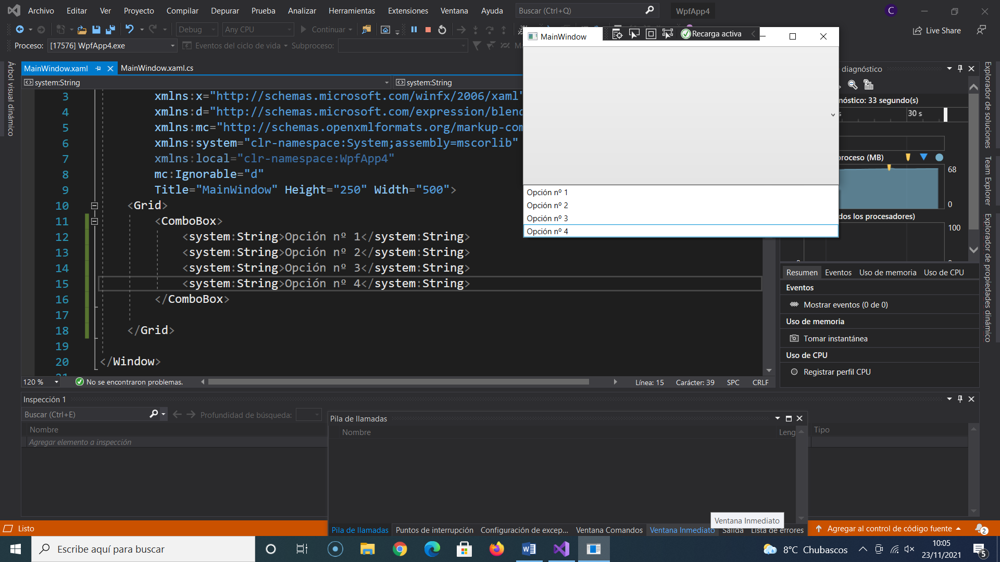 Archivo Editar Ver Proyecto Compilar Depurar Prueba Analizar Herramientas Extensiones Ventana Ayuda Buscar (Ctrl+Q) WpfApp4 C
Debug Any CPU Continuar Live Share
Proceso: [17576] WpfApp4.exe Eventos del ciclo de vida Subproceso:
MainWindow Recarga activa
Árbol visual dinámico
MainWindow.xaml MainWindow.xaml.cs
system:String system:String
3 xmlns:x="http://schemas.microsoft.com/winfx/2006/xaml"
4 xmlns:d="http://schemas.microsoft.com/expression/blend
5 xmlns:mc="http://schemas.openxmlformats.org/markup-com
6 xmlns:system="clr-namespace:System;assembly=mscorlib"
7 xmlns:local="clr-namespace:WpfApp4"
8 mc:Ignorable="d"
9 Title="MainWindow" Height="250" Width="500">
10 <Grid>
11 <ComboBox>
12 <system:String>Opción nº 1</system:String>
13 <system:String>Opción nº 2</system:String>
14 <system:String>Opción nº 3</system:String>
15 <system:String>Opción nº 4</system:String>
16 </ComboBox>
17
18 </Grid>
19
20 </Window>
120 % No se encontraron problemas. Línea: 15 Carácter: 39 SPC CRLF
Opción nº 1
Opción nº 2
Opción nº 3
Opción nº 4
diagnóstico
nóstico: 33 segundo(s)
30 s
proceso (MB)
68
0
dos los procesadores)
100
Resumen Eventos Uso de memoria Uso de CPU
Eventos
Mostrar eventos (0 de 0)
Uso de memoria
Tomar instantánea
Uso de CPU
Registrar perfil CPU
Explorador de soluciones
Team Explorer
Explorador de propiedades dinámico
Inspección 1
Buscar (Ctrl+E) Profundidad de búsqueda:
Nombre
Agregar elemento a inspección
Tipo
Pila de llamadas
Nombre Leng
Ventana Inmediato
Pila de llamadas Puntos de interrupción Configuración de excep... Ventana Comandos Ventana Inmediato Salida Lista de errores
Listo Agregar al control de código fuente 2
Escribe aquí para buscar 8°C Chubascos
10:05
23/11/2021
5